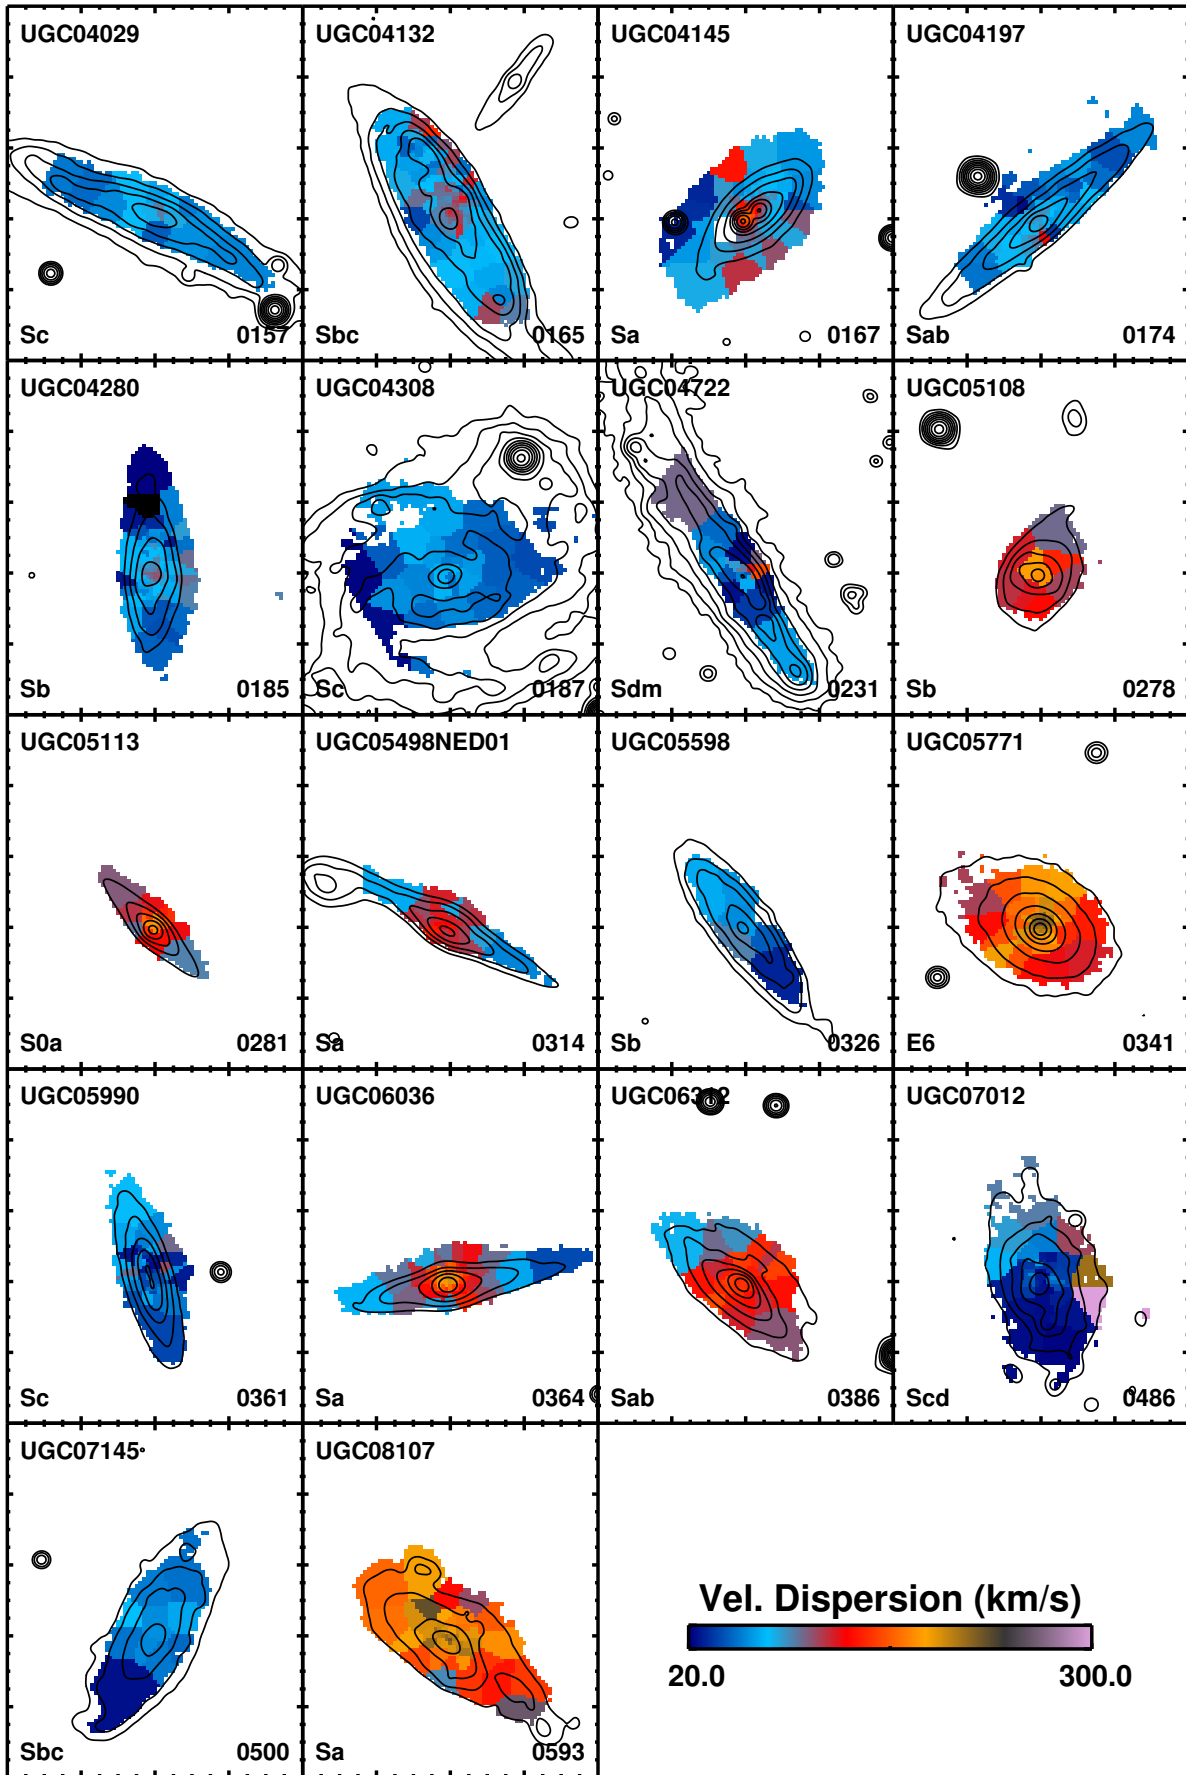 UGC04029 UGC04132 UGC04145 UGC04197
Sc 0157 Sbc 0165 Sa 0167 Sab 0174
UGC04280 UGC04308 UGC04722 UGC05108
Sb 0185 Sc 0187 Sdm 0231 Sb 0278
UGC05113 UGC05498NED01 UGC05598 UGC05771
S0a 0281 Sa 0314 Sb 0326 E6 0341
UGC05990 UGC06036 UGC06312 UGC07012
Sc 0361 Sa 0364 Sab 0386 Scd 0486
UGC07145 UGC08107
Vel. Dispersion (km/s)
20.0 300.0
Sbc 0500 Sa 0593